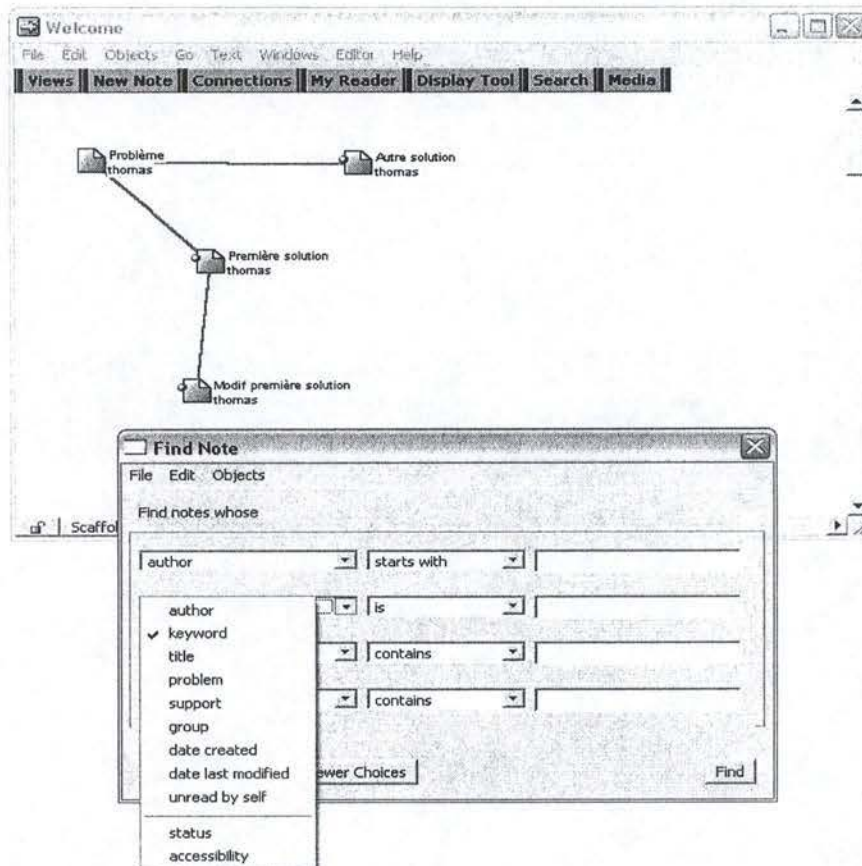 Welcome
File Edit Objects Go Text Windows Editor Help
Views New Note Connections My Reader Display Tool Search Media
Problème
thomas
Autre solution
thomas
Première solution
thomas
Modif première solution
thomas
Find Note
File Edit Objects
Find notes whose
Scaffol
author starts with
is
contains
contains
author
keyword
title
problem
support
group
date created
date last modified
unread by self
status
accessibility
ewer Choices
Find